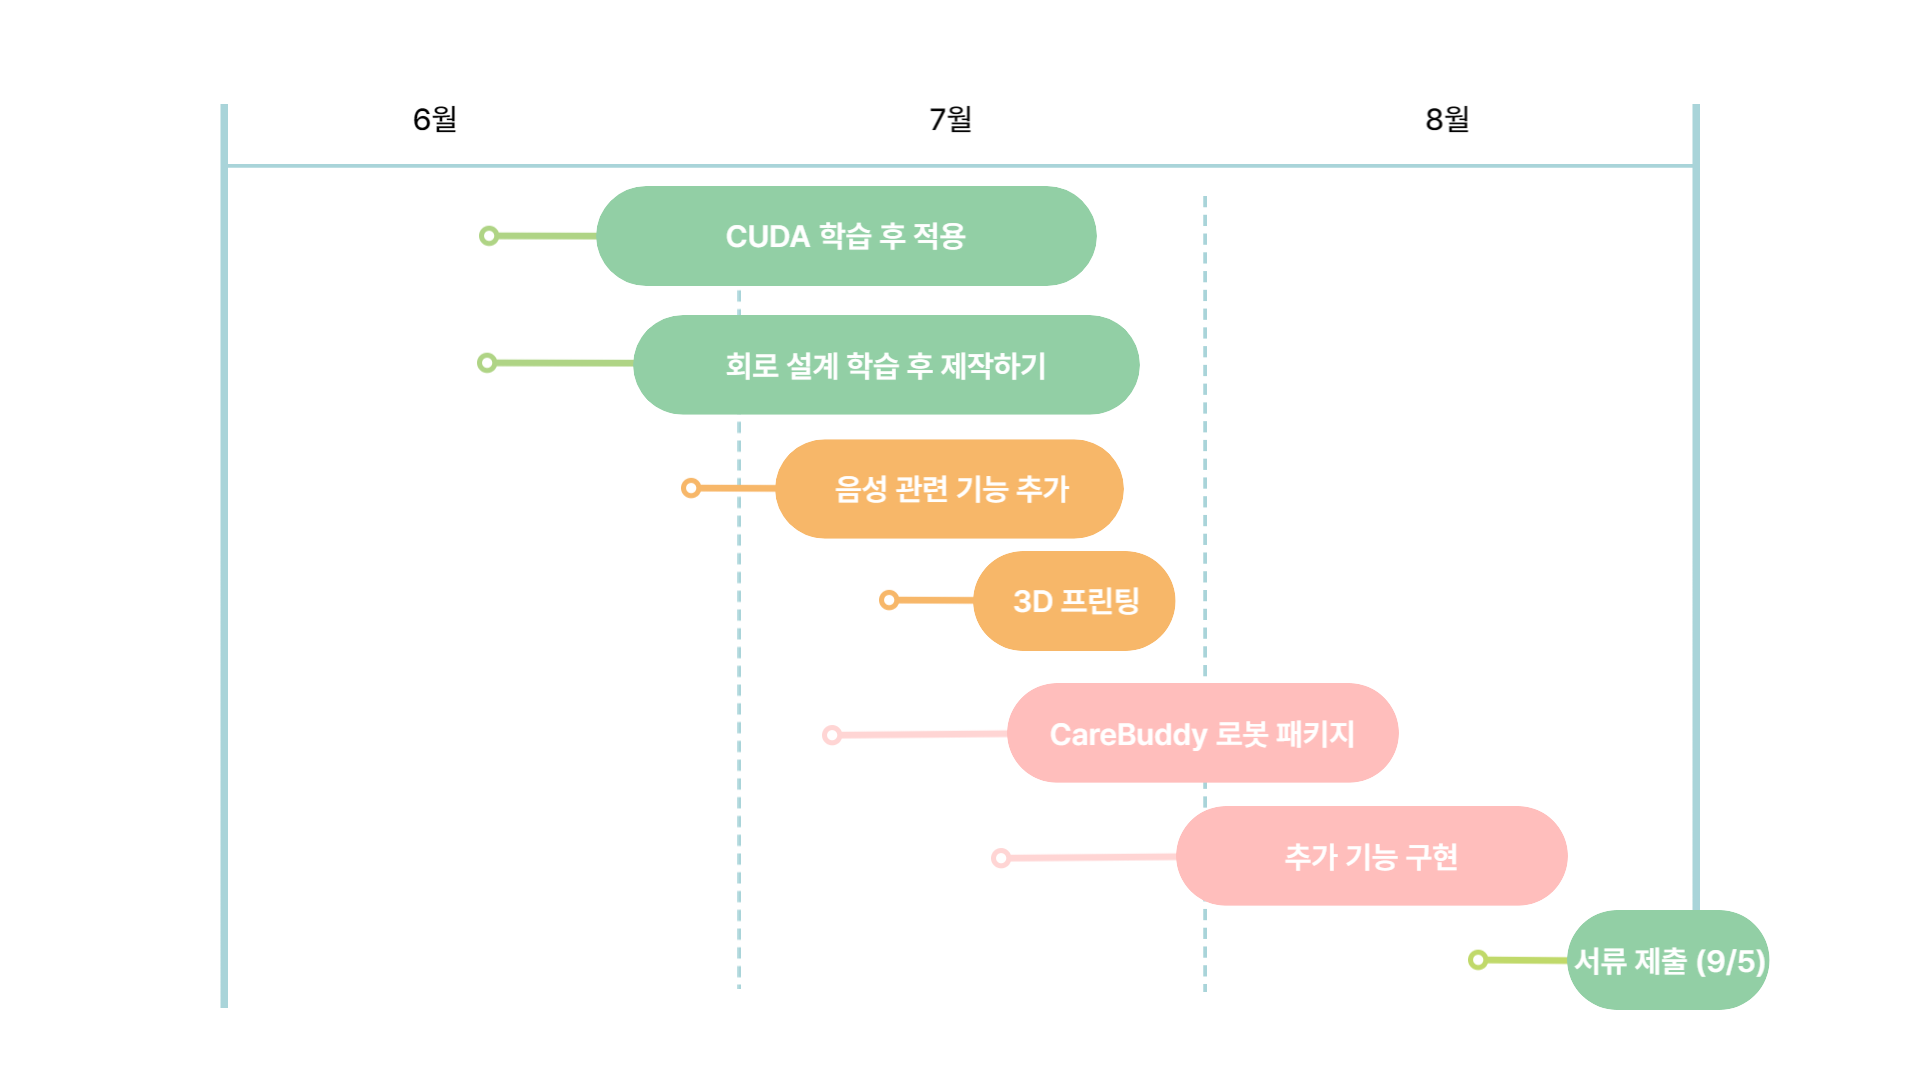 6월
7월
8월
CUDA 학습 후 적용
회로 설계 학습 후 제작하기
음성 관련 기능 추가
3D 프린팅
CareBuddy 로봇 패키지
추가 기능 구현
서류 제출 (9/5)